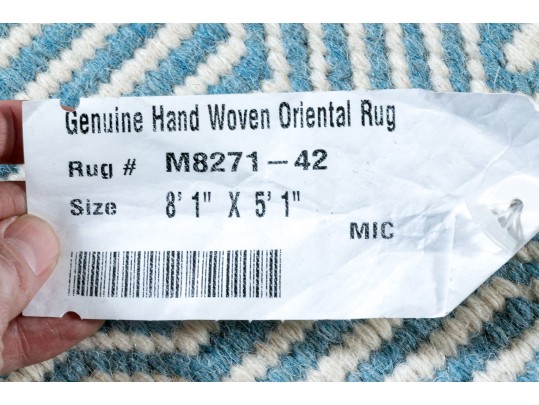 Genuine Hand Woven Oriental Rug
Rug # M8271-42
Size 8' 1" X 5' 1"
MIC